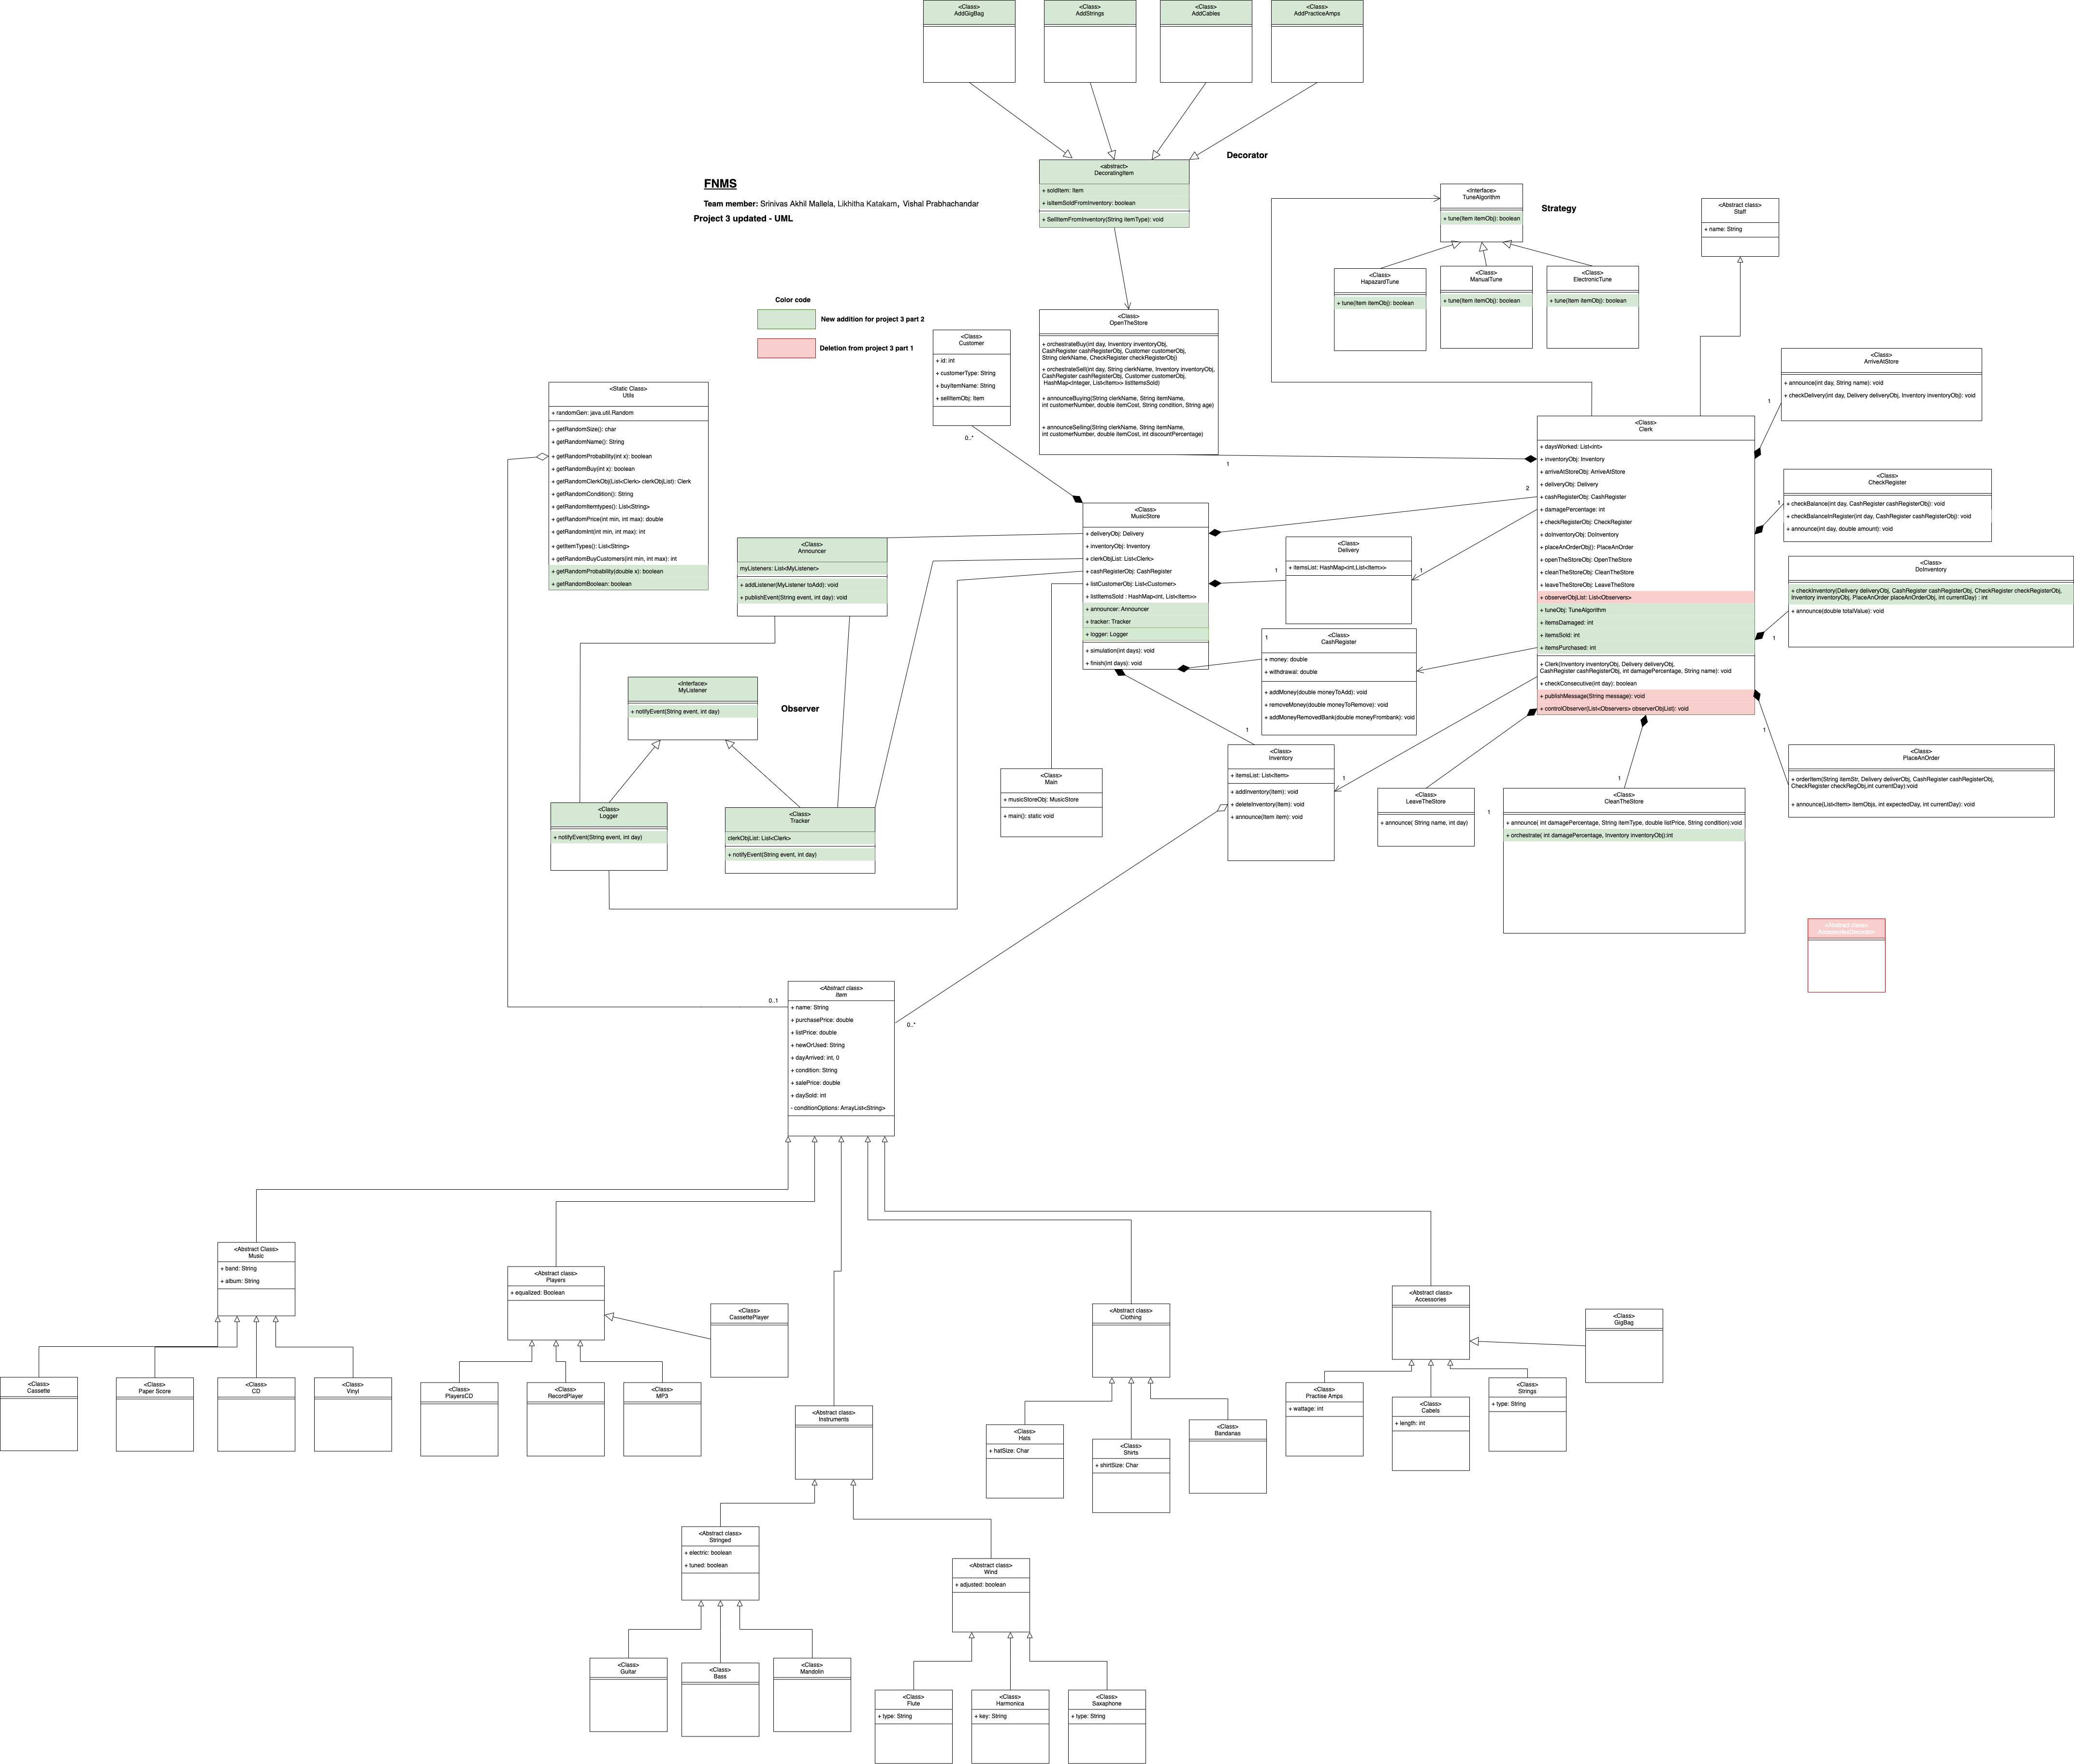 <Class>
AddGigBag
<Class>
AddStrings
<Class>
AddCables
<Class>
AddPracticeAmps
Decorator
<abstract>
DecoratingItem
+ soldItem: Item
+ isItemSoldFromInventory: boolean
+ SellItemFromInventory(String itemType): void
FNMS
Team member: Srinivas Akhil Mallela, Likhitha Katakam, Vishal Prabhachandar
Project 3 updated - UML
Color code
New addition for project 3 part 2
Deletion from project 3 part 1
<Interface>
TuneAlgorithm
+ tune(Item itemObj): boolean
Strategy
<Abstract class>
Staff
+ name: String
<Class>
HapazardTune
+ tune(Item itemObj): boolean
<Class>
ManualTune
+ tune(Item itemObj): boolean
<Class>
ElectronicTune
+ tune(Item itemObj): boolean
<Class>
OpenTheStore
+ orchestrateBuy(int day, Inventory inventoryObj,
CashRegister cashRegisterObj, Customer customerObj,
String clerkName, CheckRegister checkRegisterObj)
+ orchestrateSell(int day, String clerkName, Inventory inventoryObj,
CashRegister cashRegisterObj, Customer customerObj,
HashMap<Integer, List<Item>> listItemsSold)
+ announceBuying(String clerkName, String itemName,
int customerNumber, double itemCost, String condition, String age)
+ announceSelling(String clerkName, String itemName,
int customerNumber, double itemCost, int discountPercentage)
1
<Class>
Customer
+ id: int
+ customerType: String
+ buyItemName: String
+ sellItemObj: Item
0..*
<Static Class>
Utils
+ randomGen: java.util.Random
+ getRandomSize(): char
+ getRandomName(): String
+ getRandomProbability(int x): boolean
+ getRandomBuy(int x): boolean
+ getRandomClerkObj(List<Clerk> clerkObjList): Clerk
+ getRandomCondition(): String
+ getRandomItemtypes(): List<String>
+ getRandomPrice(int min, int max): double
+ getRandomInt(int min, int max): int
+ getItemTypes(): List<String>
+ getRandomBuyCustomers(int min, int max): int
+ getRandomProbability(double x): boolean
+ getRandomBoolean: boolean
<Class>
ArriveAtStore
+ announce(int day, String name): void
+ checkDelivery(int day, Delivery deliveryObj, Inventory inventoryObj): void
1
<Class>
Clerk
+ daysWorked: List<int>
+ inventoryObj: Inventory
+ arriveAtStoreObj: ArriveAtStore
+ deliveryObj: Delivery
+ cashRegisterObj: CashRegister
+ damagePercentage: int
+ checkRegisterObj: CheckRegister
+ doInventoryObj: DoInventory
+ placeAnOrderObj(): PlaceAnOrder
+ openTheStoreObj: OpenTheStore
+ cleanTheStoreObj: CleanTheStore
+ leaveTheStoreObj: LeaveTheStore
+ observerObjList: List<Observers>
+ tuneObj: TuneAlgorithm
+ itemsDamaged: int
+ itemsSold: int
+ itemsPurchased: int
+ Clerk(Inventory inventoryObj, Delivery deliveryObj,
CashRegister cashRegisterObj, int damagePercentage, String name): void
+ checkConsecutive(int day): boolean
+ publishMessage(String message): void
+ controlObserver(List<Observers> observerObjList): void
2
<Class>
CheckRegister
+ checkBalance(int day, CashRegister cashRegisterObj): void
+ checkBalanceInRegister(int day, CashRegister cashRegisterObj): void
+ announce(int day, double amount): void
1
<Class>
DoInventory
+ checkInventory(Delivery deliveryObj, CashRegister cashRegisterObj, CheckRegister checkRegisterObj,
Inventory inventoryObj, PlaceAnOrder placeAnOrderObj, int currentDay) : int
+ announce(double totalValue): void
1
<Class>
MusicStore
+ deliveryObj: Delivery
+ inventoryObj: Inventory
+ clerkObjList: List<Clerk>
+ cashRegisterObj: CashRegister
+ listCustomerObj: List<Customer>
+ listItemsSold : HashMap<int, List<Item>>
+ announcer: Announcer
+ tracker: Tracker
+ logger: Logger
+ simulation(int days): void
+ finish(int days): void
<Class>
Announcer
myListeners: List<MyListener>
+ addListener(MyListener toAdd): void
+ publishEvent(String event, int day): void
<Class>
Delivery
+ itemsList: HashMap<int,List<Item>>
1
1
1
<Class>
CashRegister
+ money: double
+ withdrawal: double
+ addMoney(double moneyToAdd): void
+ removeMoney(double moneyToRemove): void
+ addMoneyRemovedBank(double moneyFrombank): void
<Interface>
MyListener
+ notifyEvent(String event, int day)
Observer
1
<Class>
Inventory
+ itemsList: List<Item>
+ addInventory(Item): void
+ deleteInventory(Item): void
+ announce(Item item): void
1
<Class>
Main
+ musicStoreObj: MusicStore
+ main(): static void
<Class>
LeaveTheStore
+ announce( String name, int day)
1
1
<Class>
CleanTheStore
+ announce( int damagePercentage, String itemType, double listPrice, String condition):void
+ orchestrate( int damagePercentage, Inventory inventoryObj):int
1
<Class>
PlaceAnOrder
+ orderItem(String itemStr, Delivery deliverObj, CashRegister cashRegisterObj,
CheckRegister checkRegObj,int currentDay):void
+ announce(List<Item> itemObjs, int expectedDay, int currentDay): void
<Class>
Logger
+ notifyEvent(String event, int day)
<Class>
Tracker
clerkObjList: List<Clerk>
+ notifyEvent(String event, int day)
<Abstract class>
AccessoriesDecorator
0..1
<Abstract class>
Item
+ name: String
+ purchasePrice: double
+ listPrice: double
+ newOrUsed: String
+ dayArrived: int, 0
+ condition: String
+ salePrice: double
+ daySold: int
- conditionOptions: ArrayList<String>
0..*
<Abstract Class>
Music
+ band: String
+ album: String
<Abstract class>
Players
+ equalized: Boolean
<Class>
CassettePlayer
<Abstract class>
Clothing
<Abstract class>
Accessories
<Class>
GigBag
<Class>
Cassette
<Class>
Paper Score
<Class>
CD
<Class>
Vinyl
<Class>
PlayersCD
<Class>
RecordPlayer
<Class>
MP3
<Abstract class>
Instruments
<Class>
Hats
+ hatSize: Char
<Class>
Shirts
+ shirtSize: Char
<Class>
Bandanas
<Class>
Practise Amps
+ wattage: int
<Class>
Cabels
+ length: int
<Class>
Strings
+ type: String
<Abstract class>
Stringed
+ electric: boolean
+ tuned: boolean
<Abstract class>
Wind
+ adjusted: boolean
<Class>
Guitar
<Class>
Bass
<Class>
Mandolin
<Class>
Flute
+ type: String
<Class>
Harmonica
+ key: String
<Class>
Saxaphone
+ type: String